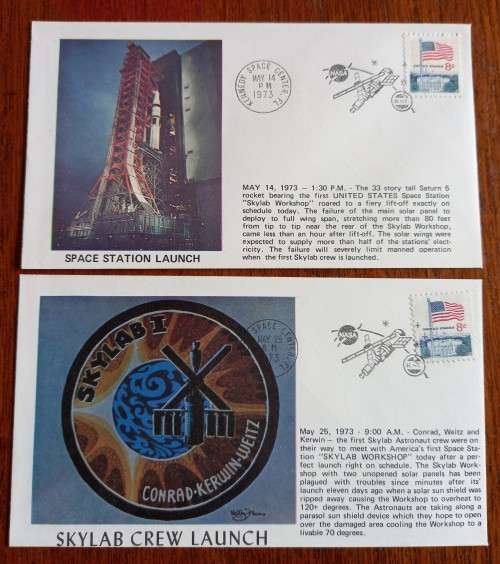 KENNEDY SPACE CENTER, FL
MAY 14
PM
1973
NASA
8c
MAY 14, 1973 — 1:30 P.M. - The 33 story tall Saturn 5
rocket bearing the first UNITED STATES Space Station
"Skylab Workshop" roared to a fiery lift-off exactly on
schedule today. The failure of the main solar panel to
deploy to full wing span, stretching more than 80 feet
from tip to tip near the rear of the Skylab Workshop,
came less than an hour after lift-off. The solar wings were
expected to supply more than half of the stations' elect-
ricity. The failure will severely limit manned operation
when the first Skylab crew is launched.
SPACE STATION LAUNCH
SKYLAB I
CONRAD-KERWIN-WEITZ
SPACE CENTER, FL
MAY 25
NASA
8c
May 25, 1973 - 9:00 A.M. - Conrad, Weitz and
Kerwin — the first Skylab Astronaut crew were on
their way to meet with America's first Space Sta-
tion "SKYLAB WORKSHOP" today after a per-
fect launch right on schedule. The Skylab Work-
shop with two unopened solar panels has been
plagued with troubles since minutes after its'
launch eleven days ago when a solar sun shield was
ripped away causing the Workshop to overheat to
120+ degrees. The Astronauts are taking along a
parasol sun shield device which they hope to open
over the damaged area cooling the Workshop to a
livable 70 degrees.
SKYLAB CREW LAUNCH